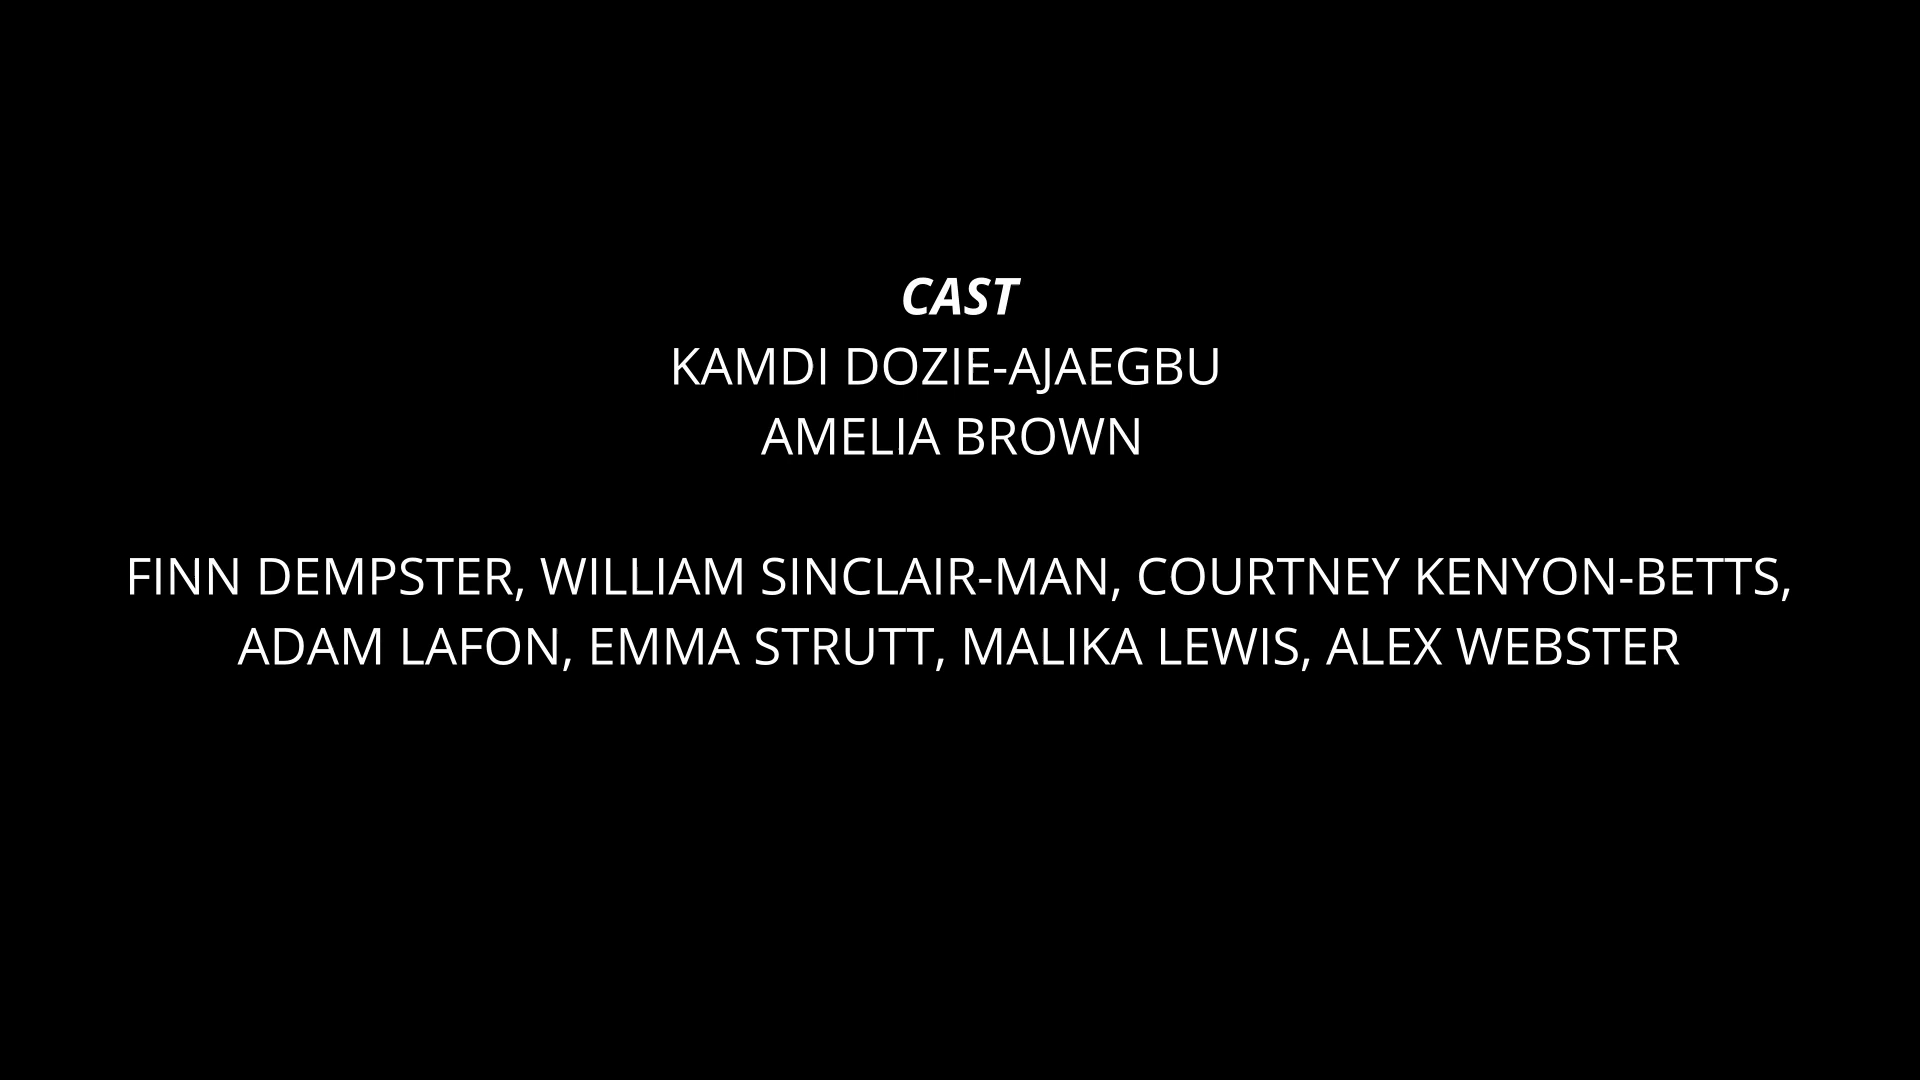 CAST
KAMDI DOZIE-AJAEGBU
AMELIA BROWN
FINN DEMPSTER, WILLIAM SINCLAIR-MAN, COURTNEY KENYON-BETTS,
ADAM LAFON, EMMA STRUTT, MALIKA LEWIS, ALEX WEBSTER